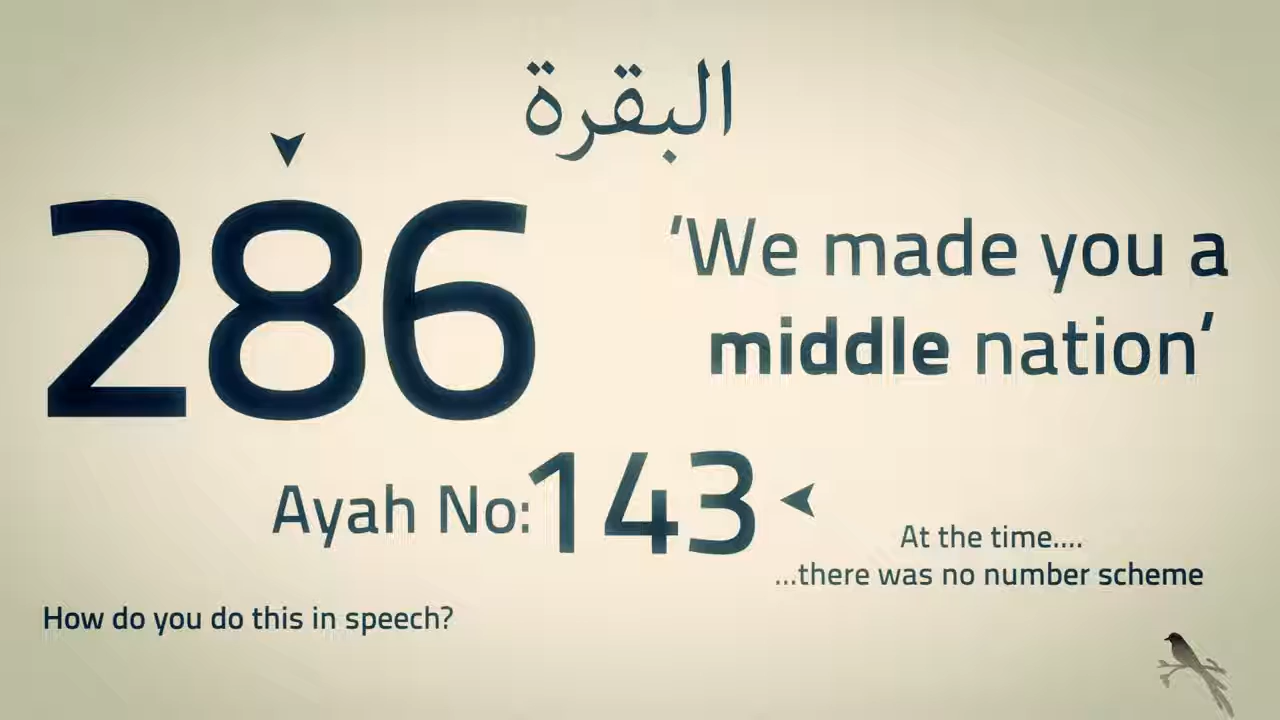 البقرة
286
'We made you a
middle nation'
Ayah No:143
At the time....
...there was no number scheme
How do you do this in speech?